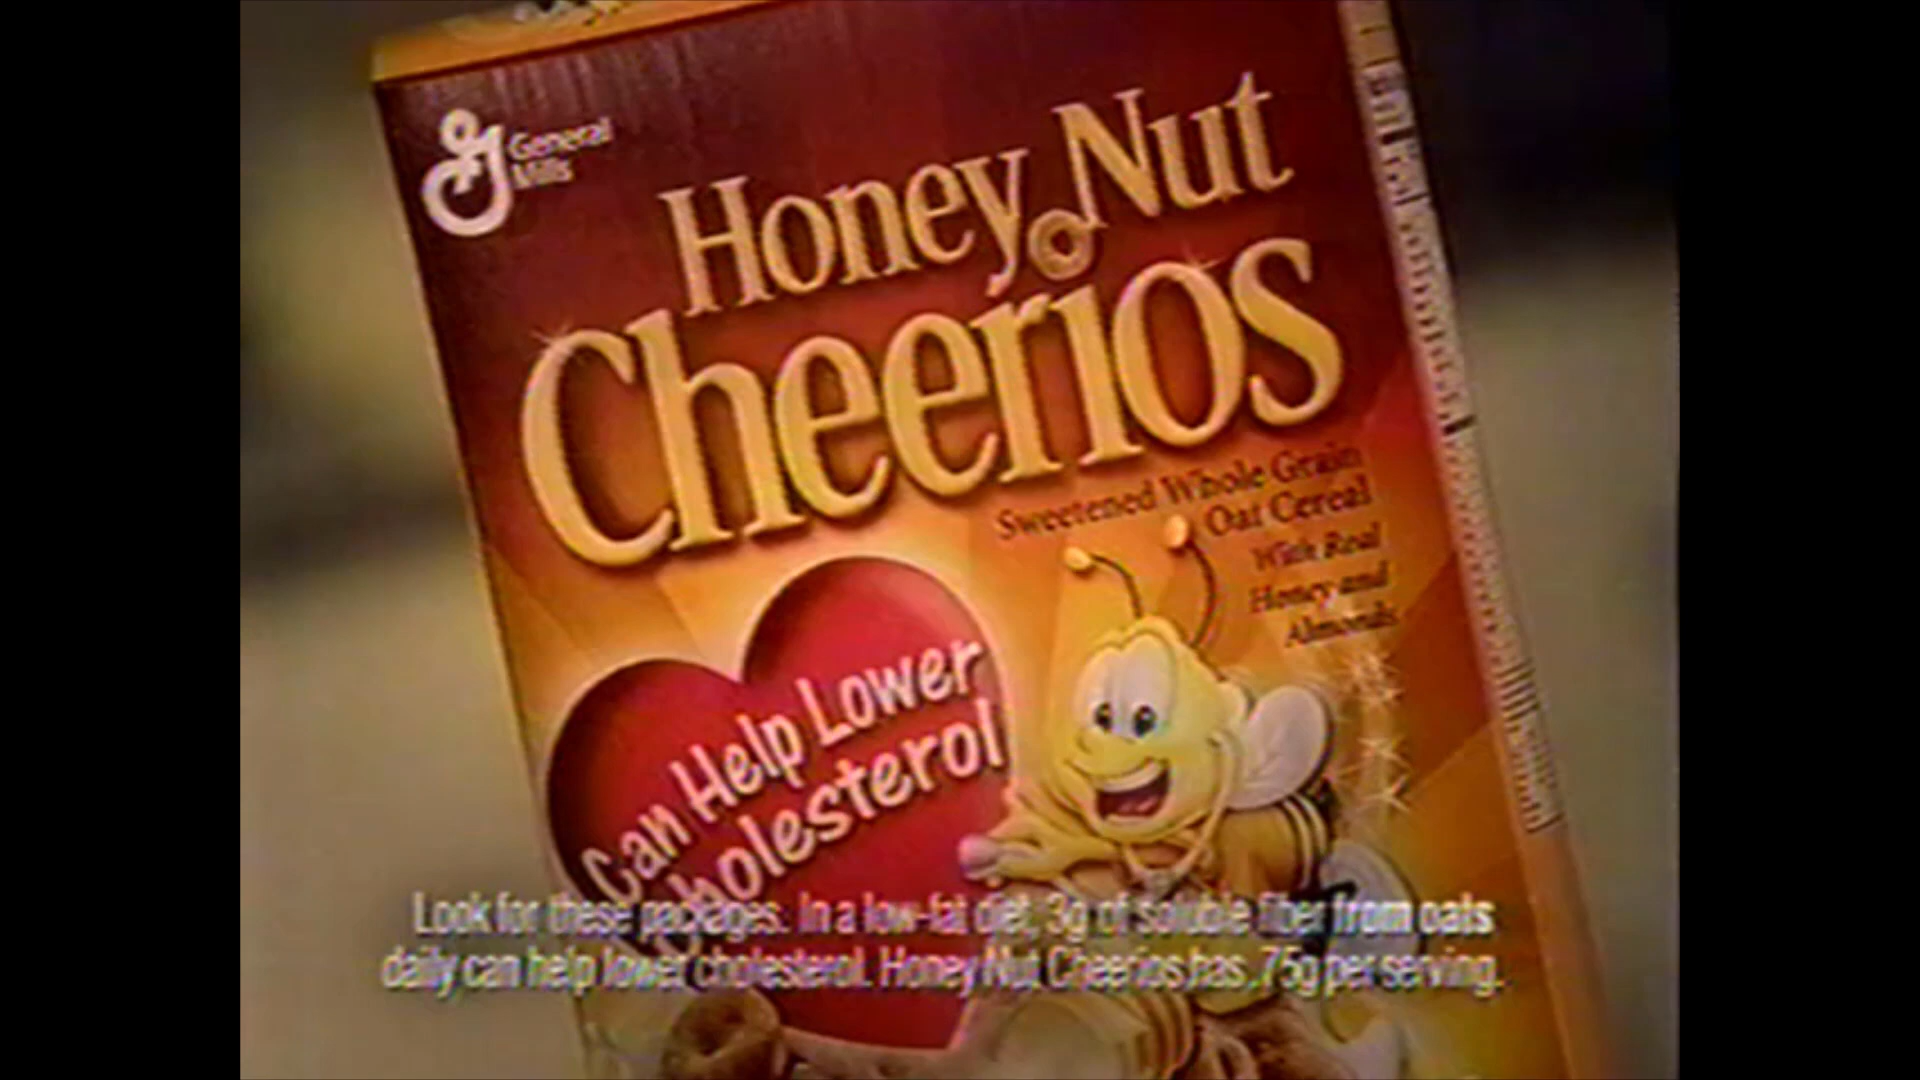 General
Mills
Honey Nut
Cheerios
Sweetened Whole Grain
Oat Cereal
With Real
Honey and
Almonds
Can Help Lower
Cholesterol
Look for these packages. In a low-fat diet, 3g of soluble fiber from oats
daily can help lower cholesterol. Honey Nut Cheerios has .75g per serving.